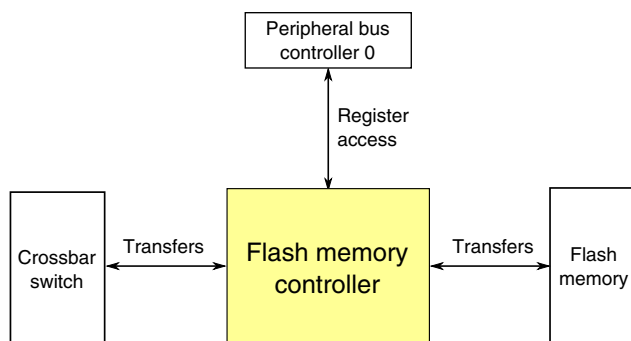 Peripheral bus
controller 0
Register
access
Crossbar
switch
Transfers
Flash memory
controller
Transfers
Flash
memory